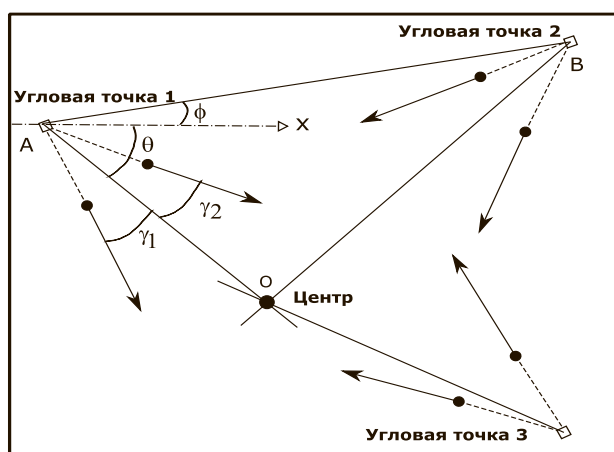 Угловая точка 2
B
Угловая точка 1
ϕ
X
A
θ
γ2
γ1
O
Центр
Угловая точка 3